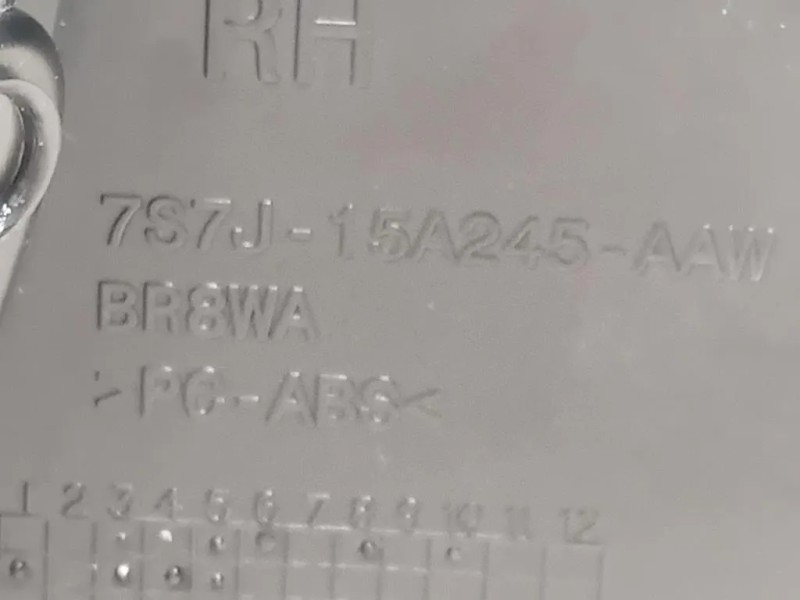 RH
7S7J-15A245-AAW
BR8WA
>PC-ABS<
1 2 3 4 5 6 7 8 9 10 11 12